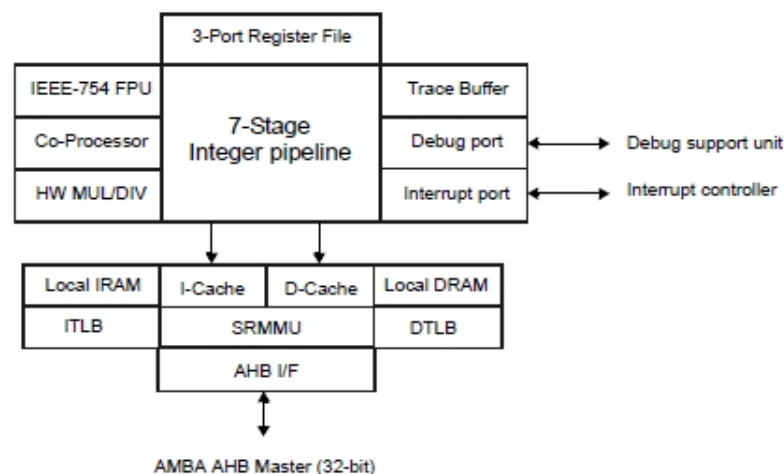 3-Port Register File
IEEE-754 FPU
7-Stage
Integer pipeline
Trace Buffer
Co-Processor
Debug port
Debug support unit
HW MUL/DIV
Interrupt port
Interrupt controller
Local IRAM
I-Cache
D-Cache
Local DRAM
ITLB
SRMMU
DTLB
AHB I/F
AMBA AHB Master (32-bit)